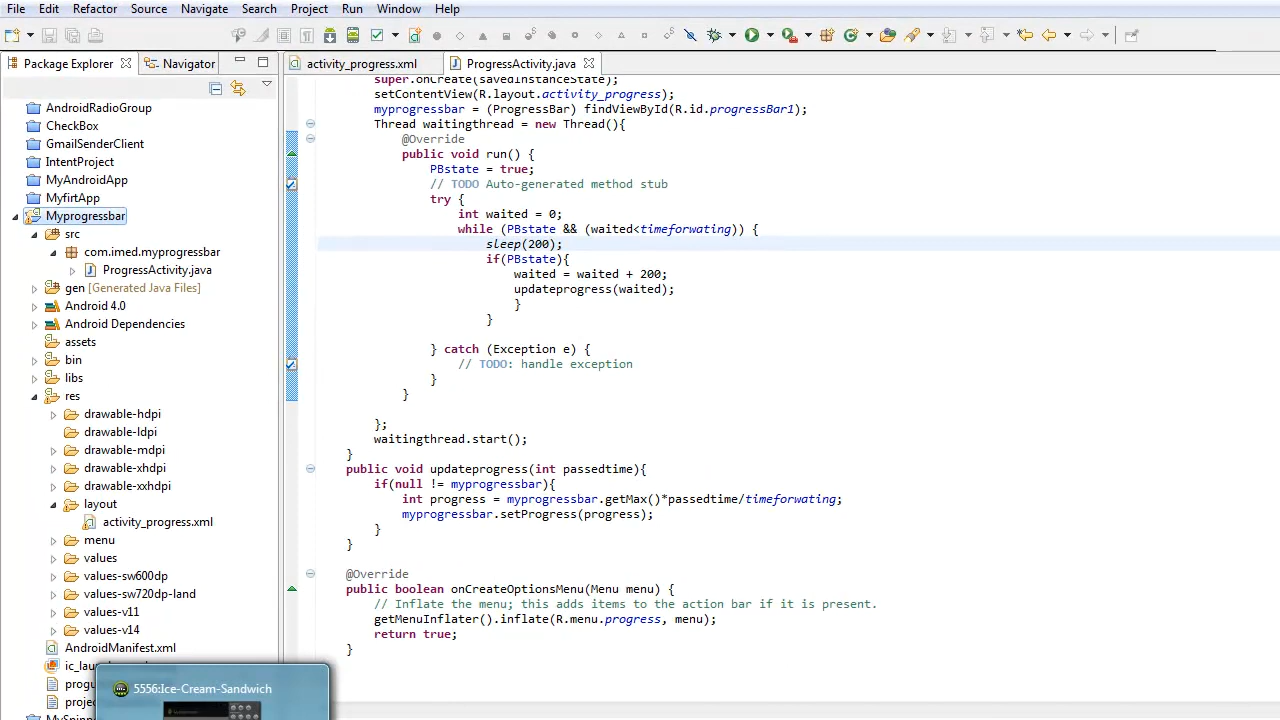 File Edit Refactor Source Navigate Search Project Run Window Help
Package Explorer Navigator
activity_progress.xml ProgressActivity.java
AndroidRadioGroup
CheckBox
GmailSenderClient
IntentProject
MyAndroidApp
MyfirtApp
Myprogressbar
src
com.imed.myprogressbar
ProgressActivity.java
gen [Generated Java Files]
Android 4.0
Android Dependencies
assets
bin
libs
res
drawable-hdpi
drawable-ldpi
drawable-mdpi
drawable-xhdpi
drawable-xxhdpi
layout
activity_progress.xml
menu
values
values-sw600dp
values-sw720dp-land
values-v11
values-v14
AndroidManifest.xml
super.onCreate(savedInstanceState);
setContentView(R.layout.activity_progress);
myprogressbar = (ProgressBar) findViewById(R.id.progressBar1);
Thread waitingthread = new Thread(){
@Override
public void run() {
PBstate = true;
// TODO Auto-generated method stub
try {
int waited = 0;
while (PBstate && (waited<timeforwating)) {
sleep(200);
if(PBstate){
waited = waited + 200;
updateprogress(waited);
}
}
} catch (Exception e) {
// TODO: handle exception
}
}
};
waitingthread.start();
}
public void updateprogress(int passedtime){
if(null != myprogressbar){
int progress = myprogressbar.getMax()*passedtime/timeforwating;
myprogressbar.setProgress(progress);
}
}
@Override
public boolean onCreateOptionsMenu(Menu menu) {
// Inflate the menu; this adds items to the action bar if it is present.
getMenuInflater().inflate(R.menu.progress, menu);
return true;
}
5556:Ice-Cream-Sandwich